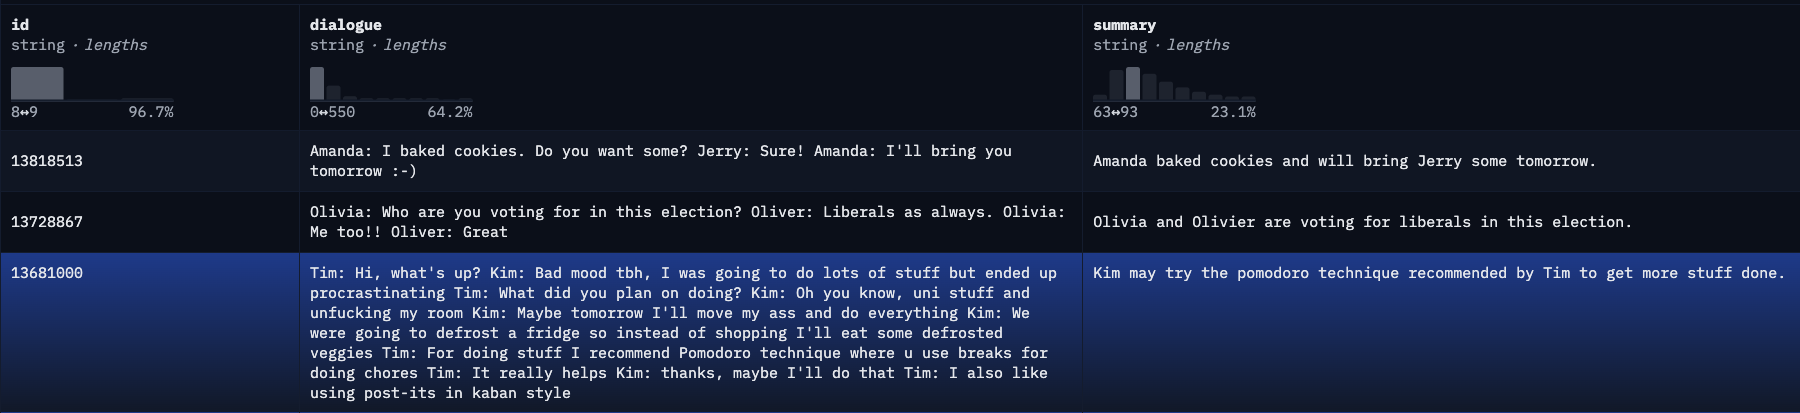 id
string · lengths
8↔9 96.7%
dialogue
string · lengths
0↔550 64.2%
summary
string · lengths
63↔93 23.1%
13818513
Amanda: I baked cookies. Do you want some? Jerry: Sure! Amanda: I'll bring you
tomorrow :-)
Amanda baked cookies and will bring Jerry some tomorrow.
13728867
Olivia: Who are you voting for in this election? Oliver: Liberals as always. Olivia:
Me too!! Oliver: Great
Olivia and Olivier are voting for liberals in this election.
13681000
Tim: Hi, what's up? Kim: Bad mood tbh, I was going to do lots of stuff but ended up
procrastinating Tim: What did you plan on doing? Kim: Oh you know, uni stuff and
unfucking my room Kim: Maybe tomorrow I'll move my ass and do everything Kim: We
were going to defrost a fridge so instead of shopping I'll eat some defrosted
veggies Tim: For doing stuff I recommend Pomodoro technique where u use breaks for
doing chores Tim: It really helps Kim: thanks, maybe I'll do that Tim: I also like
using post-its in kaban style
Kim may try the pomodoro technique recommended by Tim to get more stuff done.